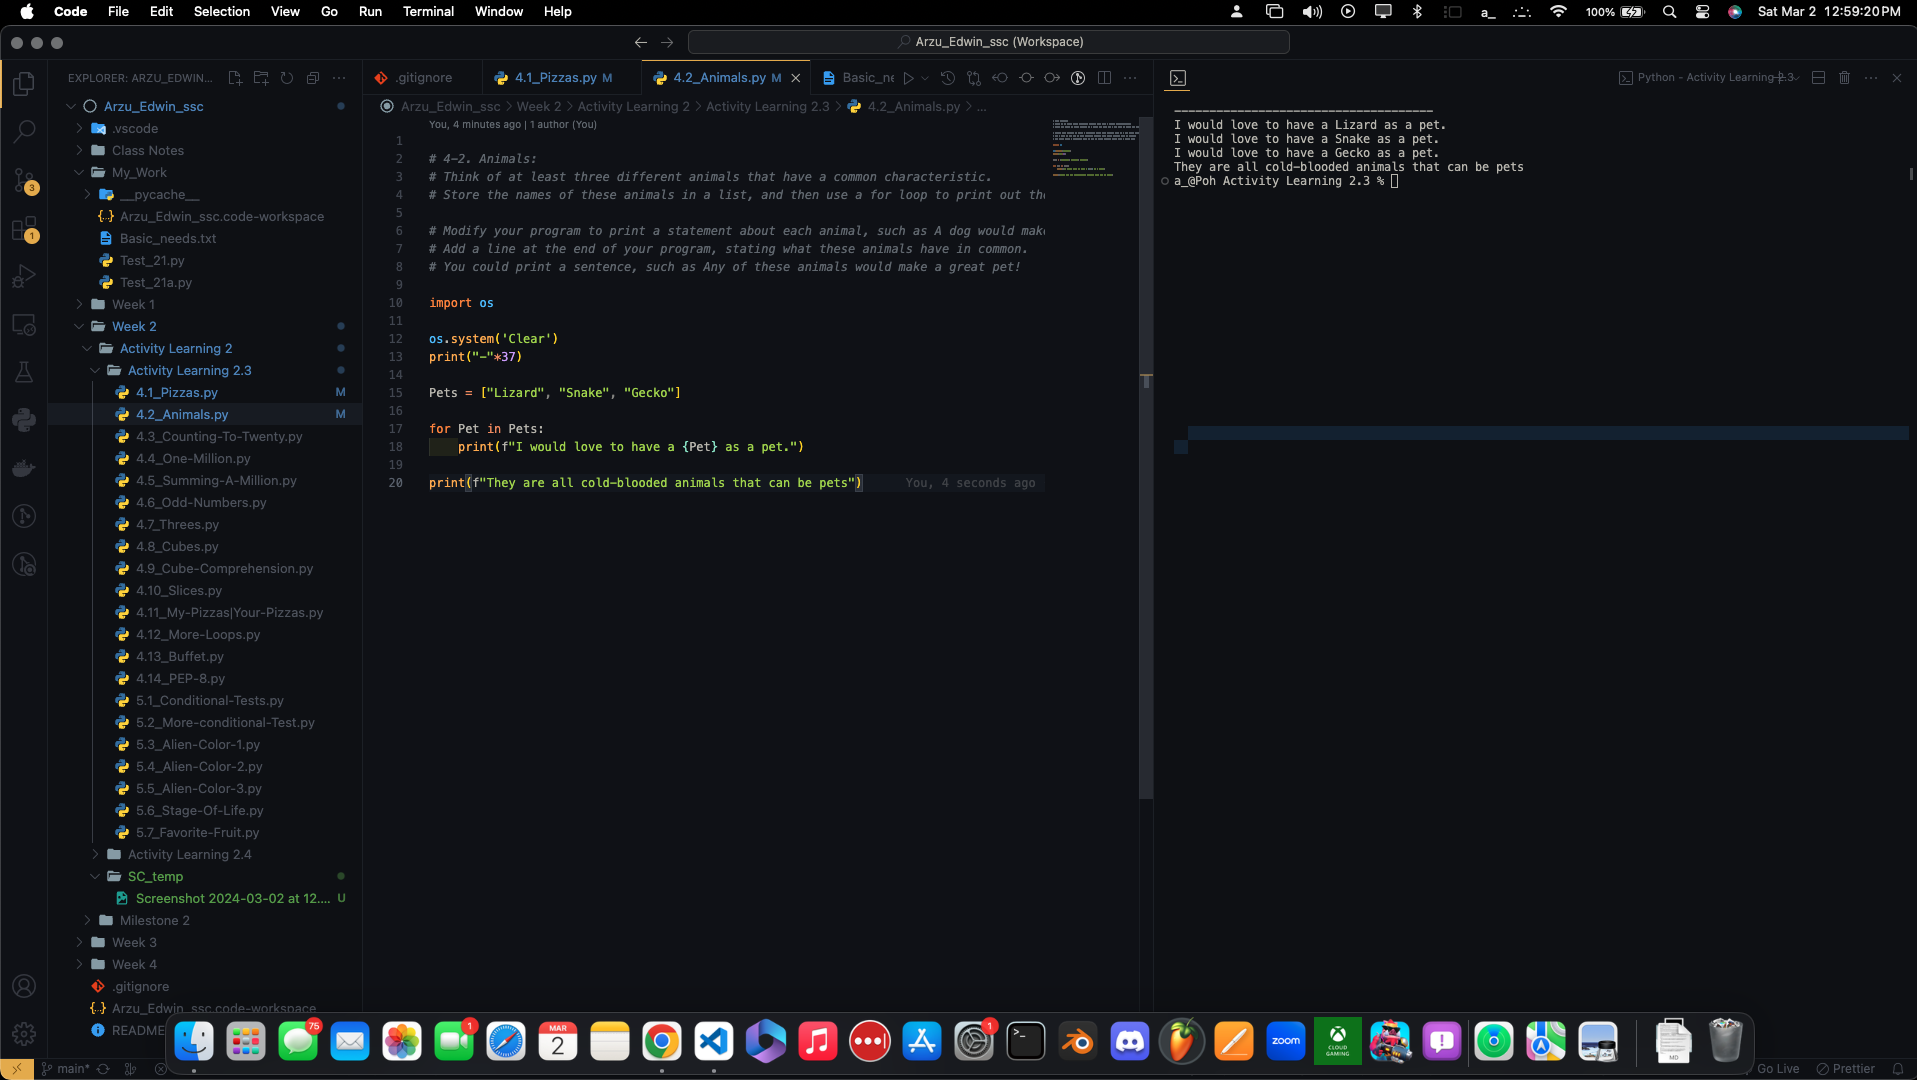 Code File Edit Selection View Go Run Terminal Window Help
a_ 100% Sat Mar 2 12:59:20 PM
Arzu_Edwin_ssc (Workspace)
EXPLORER: ARZU_EDWIN...
.gitignore
4.1_Pizzas.py M
4.2_Animals.py M
Basic_ne
Python - Activity Learning 2.3
Arzu_Edwin_ssc > Week 2 > Activity Learning 2 > Activity Learning 2.3 > 4.2_Animals.py > ...
Arzu_Edwin_ssc
.vscode
Class Notes
My_Work
__pycache__
Arzu_Edwin_ssc.code-workspace
Basic_needs.txt
Test_21.py
Test_21a.py
Week 1
Week 2
Activity Learning 2
Activity Learning 2.3
4.1_Pizzas.py M
4.2_Animals.py M
4.3_Counting-To-Twenty.py
4.4_One-Million.py
4.5_Summing-A-Million.py
4.6_Odd-Numbers.py
4.7_Threes.py
4.8_Cubes.py
4.9_Cube-Comprehension.py
4.10_Slices.py
4.11_My-Pizzas|Your-Pizzas.py
4.12_More-Loops.py
4.13_Buffet.py
4.14_PEP-8.py
5.1_Conditional-Tests.py
5.2_More-conditional-Test.py
5.3_Alien-Color-1.py
5.4_Alien-Color-2.py
5.5_Alien-Color-3.py
5.6_Stage-Of-Life.py
5.7_Favorite-Fruit.py
Activity Learning 2.4
SC_temp
Screenshot 2024-03-02 at 12.... U
Milestone 2
Week 3
Week 4
.gitignore
Arzu_Edwin_ssc.code-workspace
README
3
1
You, 4 minutes ago | 1 author (You)
1
2 # 4-2. Animals:
3 # Think of at least three different animals that have a common characteristic.
4 # Store the names of these animals in a list, and then use a for loop to print out the
5
6 # Modify your program to print a statement about each animal, such as A dog would make
7 # Add a line at the end of your program, stating what these animals have in common.
8 # You could print a sentence, such as Any of these animals would make a great pet!
9
10 import os
11
12 os.system('Clear')
13 print("-"*37)
14
15 Pets = ["Lizard", "Snake", "Gecko"]
16
17 for Pet in Pets:
18 print(f"I would love to have a {Pet} as a pet.")
19
20 print(f"They are all cold-blooded animals that can be pets") You, 4 seconds ago
-------------------------------------
I would love to have a Lizard as a pet.
I would love to have a Snake as a pet.
I would love to have a Gecko as a pet.
They are all cold-blooded animals that can be pets
a_@Poh Activity Learning 2.3 %
75
1
MAR
2
1
zoom
XBOX
CLOUD GAMING
MD
main*
Go Live
Prettier